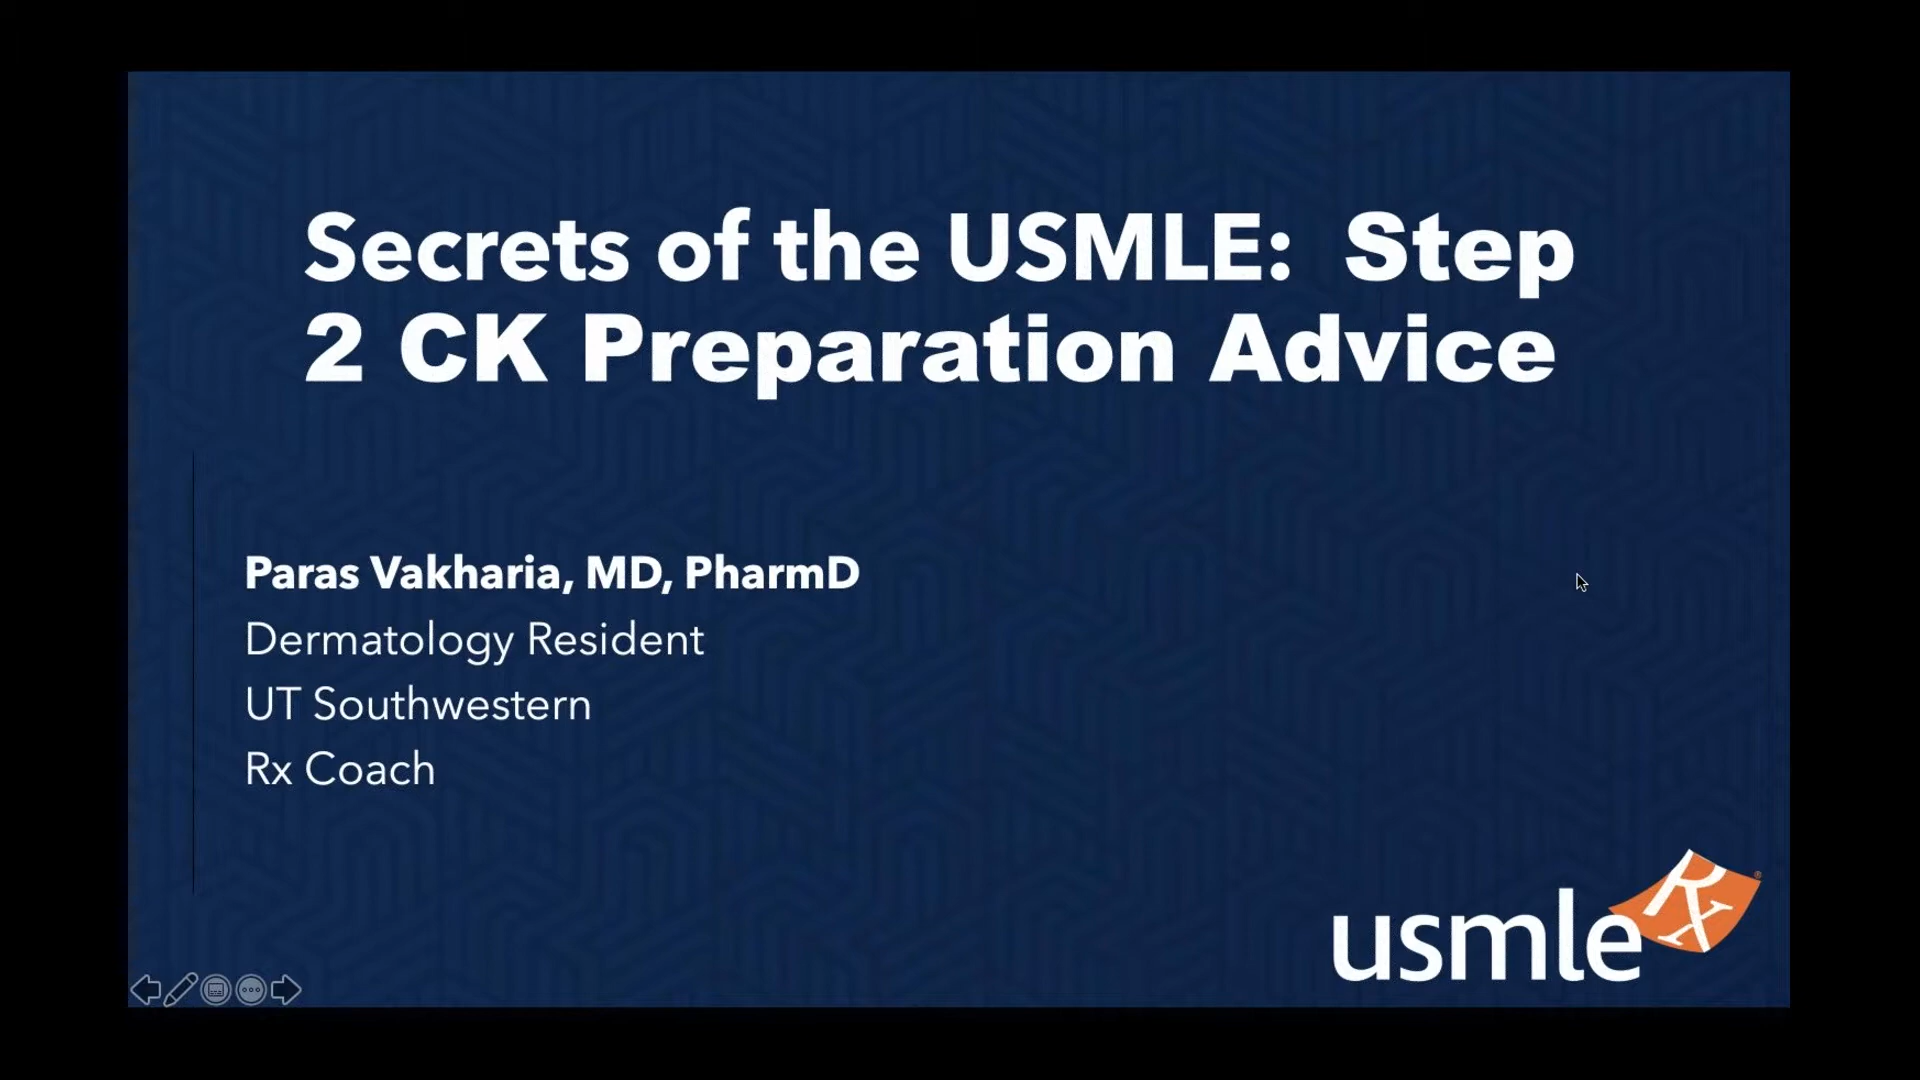 Secrets of the USMLE: Step
2 CK Preparation Advice
Paras Vakharia, MD, PharmD
Dermatology Resident
UT Southwestern
Rx Coach
usmle Rx